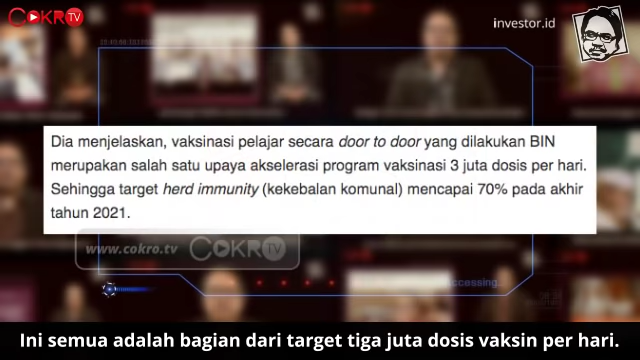 COKRO TV
investor.id
Dia menjelaskan, vaksinasi pelajar secara door to door yang dilakukan BIN
merupakan salah satu upaya akselerasi program vaksinasi 3 juta dosis per hari.
Sehingga target herd immunity (kekebalan komunal) mencapai 70% pada akhir
tahun 2021.
www.cokro.tv COKRO TV
Ini semua adalah bagian dari target tiga juta dosis vaksin per hari.